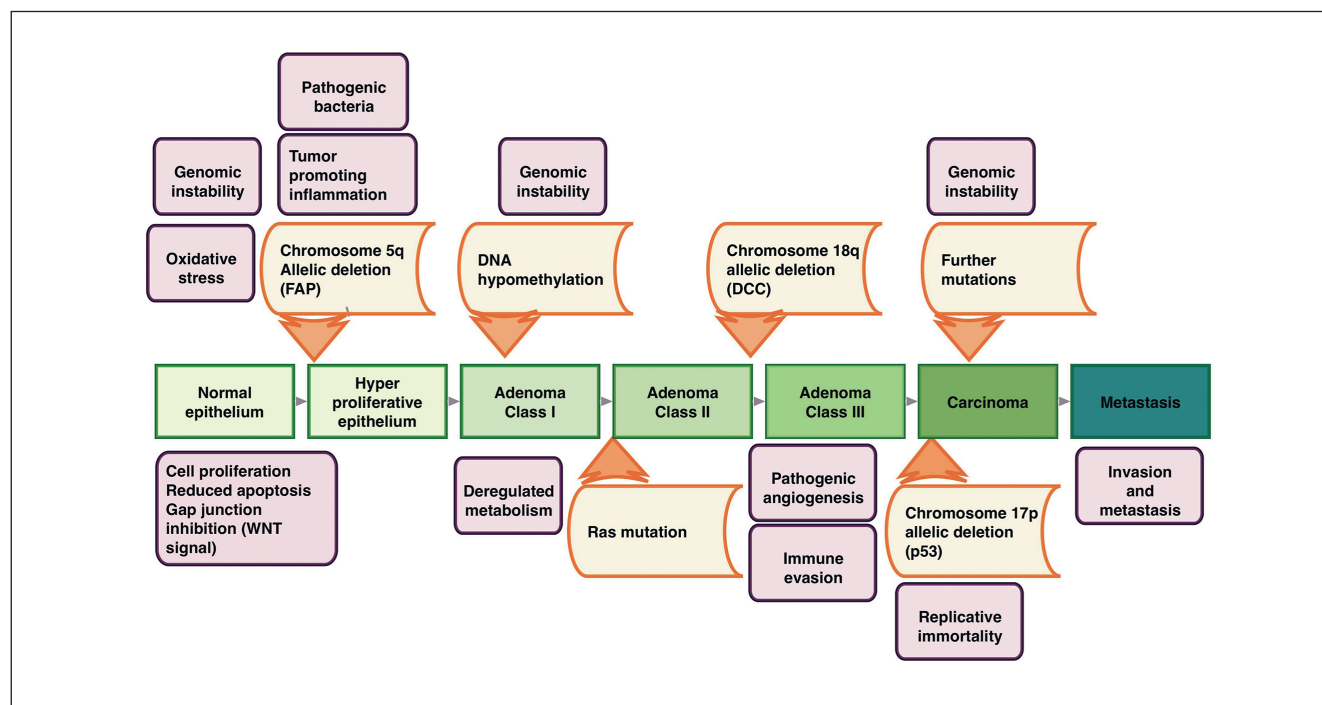 Pathogenic
bacteria
Genomic
instability
Tumor
promoting
inflammation
Genomic
instability
Genomic
instability
Oxidative
stress
Chromosome 5q
Allelic deletion
(FAP)
DNA
hypomethylation
Chromosome 18q
allelic deletion
(DCC)
Further
mutations
Normal
epithelium
Hyper
proliferative
epithelium
Adenoma
Class I
Adenoma
Class II
Adenoma
Class III
Carcinoma
Metastasis
Cell proliferation
Reduced apoptosis
Gap junction
inhibition (WNT
signal)
Deregulated
metabolism
Ras mutation
Pathogenic
angiogenesis
Immune
evasion
Chromosome 17p
allelic deletion
(p53)
Replicative
immortality
Invasion
and
metastasis